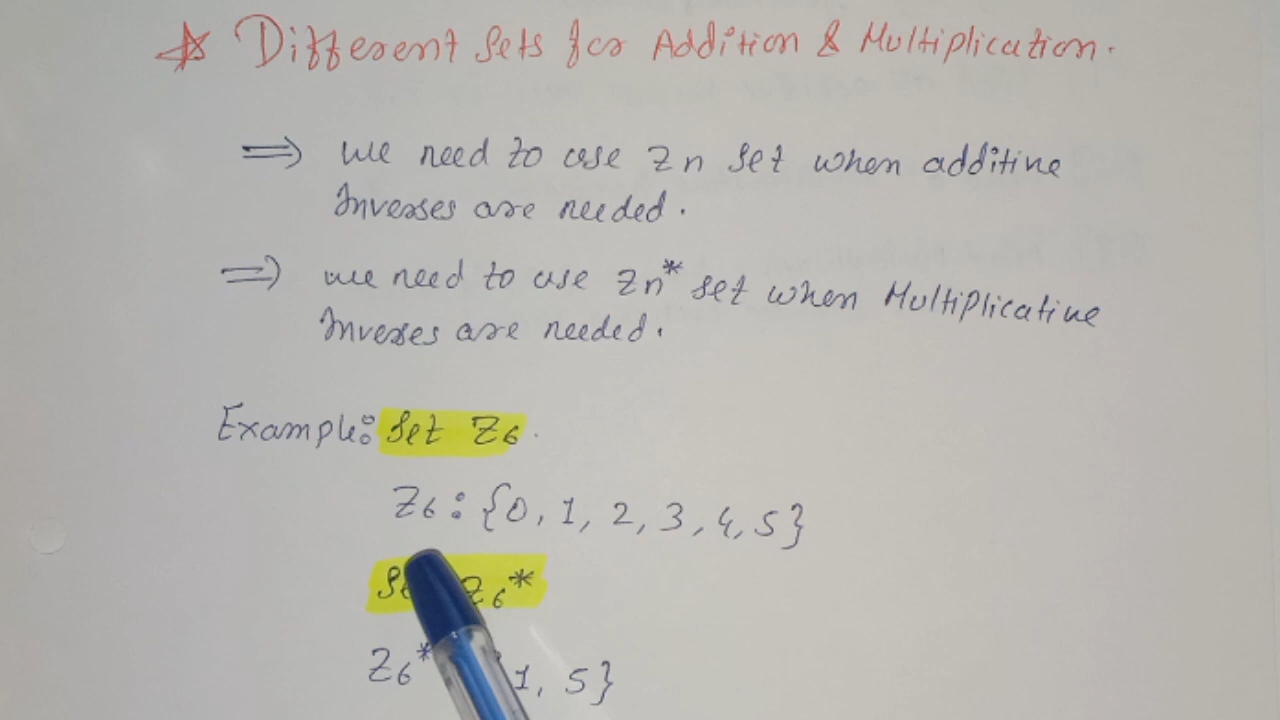 ☆ Different Sets for Addition & Multiplication.
⇒ we need to use Zn set when additive
Inverses are needed.
⇒ we need to use Zn* set when Multiplicative
Inverses are needed.
Example: Set Z6.
Z6: {0, 1, 2, 3, 4, 5}
Z6*
Z6* 1, 5}